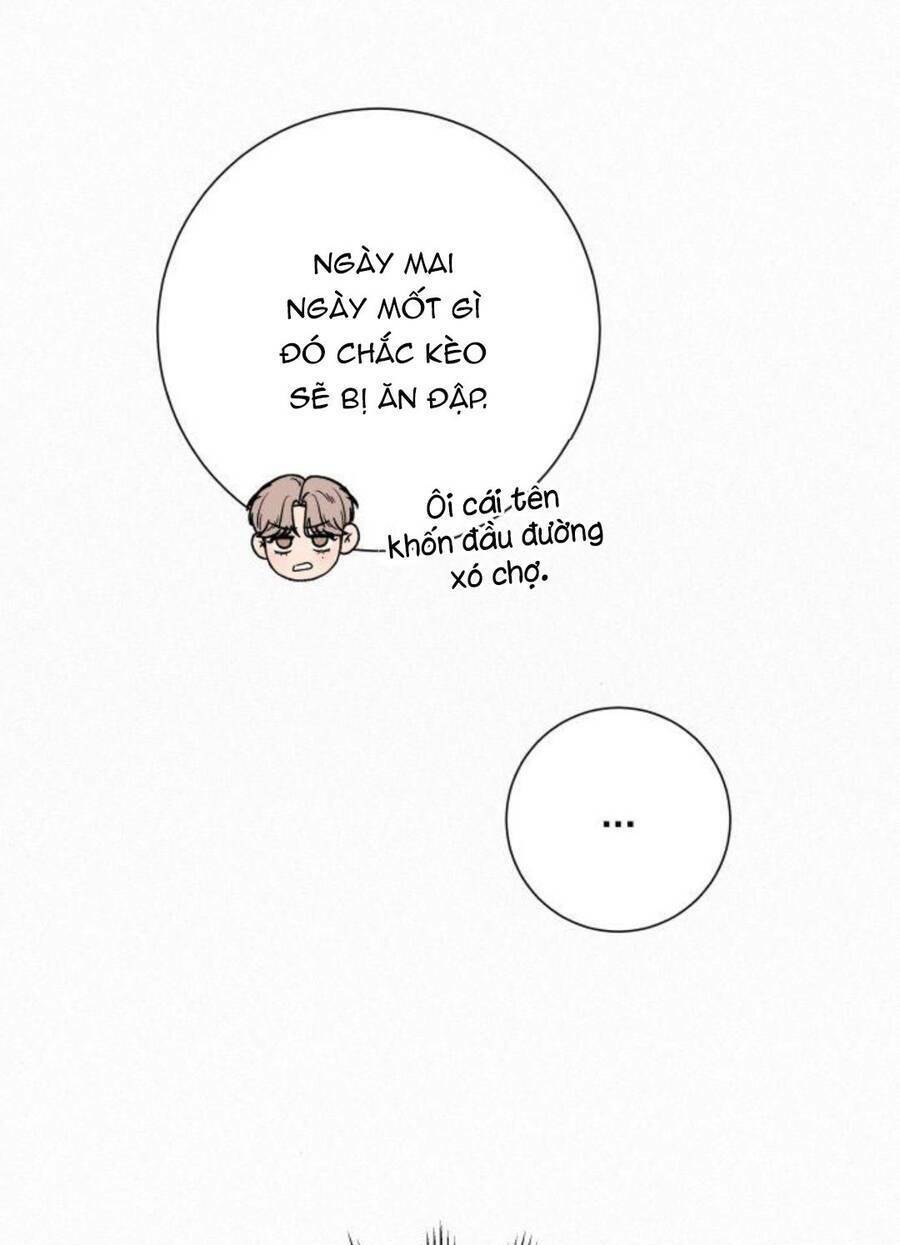 NGÀY MAI
NGÀY MỐT GÌ
ĐÓ CHẮC KÈO
SẼ BỊ ĂN ĐẬP.
Ôi cái tên
khốn đầu đường
xó chợ.
...